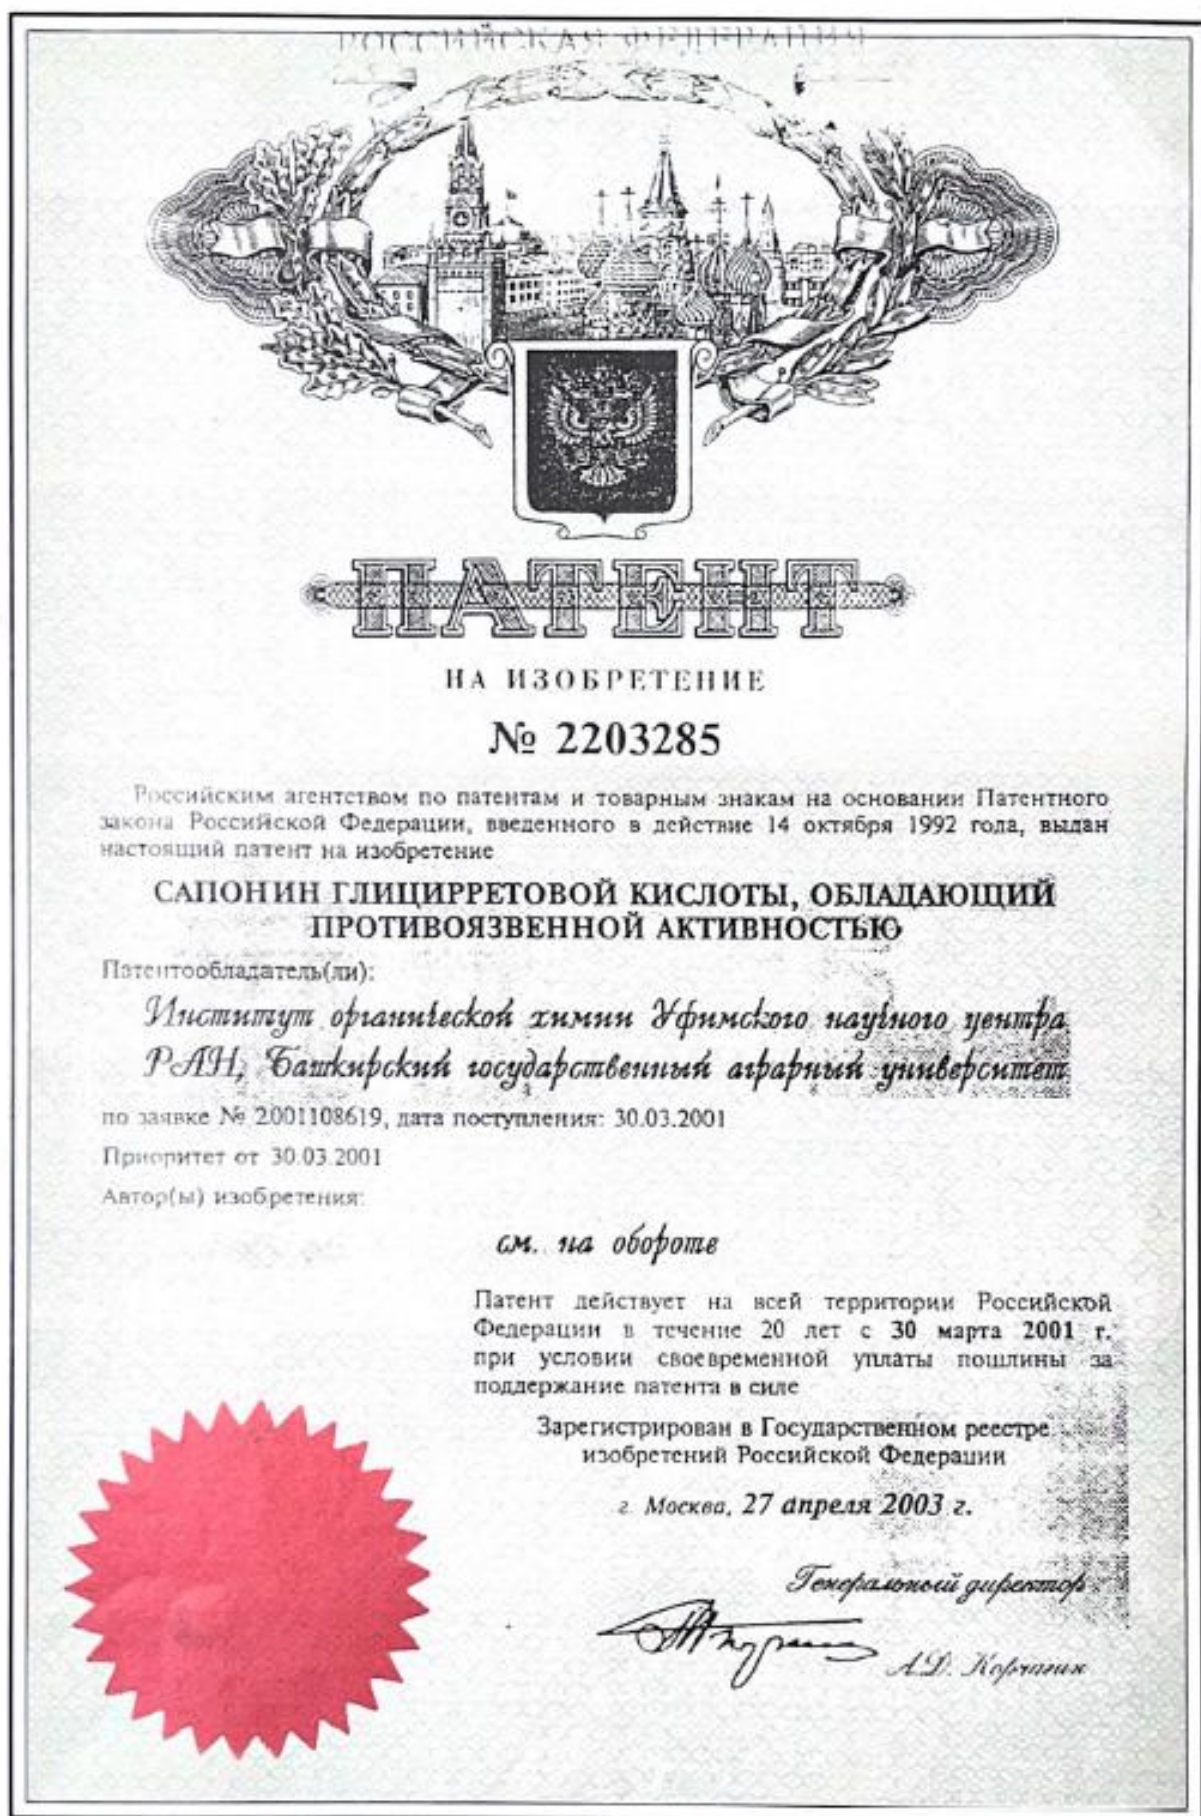 РОССИЙСКАЯ ФЕДЕРАЦИЯ
ПАТЕНТ
НА ИЗОБРЕТЕНИЕ
№ 2203285
Российским агентством по патентам и товарным знакам на основании Патентного
закона Российской Федерации, введенного в действие 14 октября 1992 года, выдан
настоящий патент на изобретение
САПОНИН ГЛИЦИРРЕТОВОЙ КИСЛОТЫ, ОБЛАДАЮЩИЙ
ПРОТИВОЯЗВЕННОЙ АКТИВНОСТЬЮ
Патентообладатель(ли):
Институт органической химии Уфимского научного центра
РАН, Башкирский государственный аграрный университет
по заявке № 2001108619, дата поступления: 30.03.2001
Приоритет от 30.03.2001
Автор(ы) изобретения:
см. на обороте
Патент действует на всей территории Российской
Федерации в течение 20 лет с 30 марта 2001 г.
при условии своевременной уплаты пошлины за
поддержание патента в силе
Зарегистрирован в Государственном реестре
изобретений Российской Федерации
г. Москва, 27 апреля 2003 г.
Генеральный директор
А.Д. Корчагин